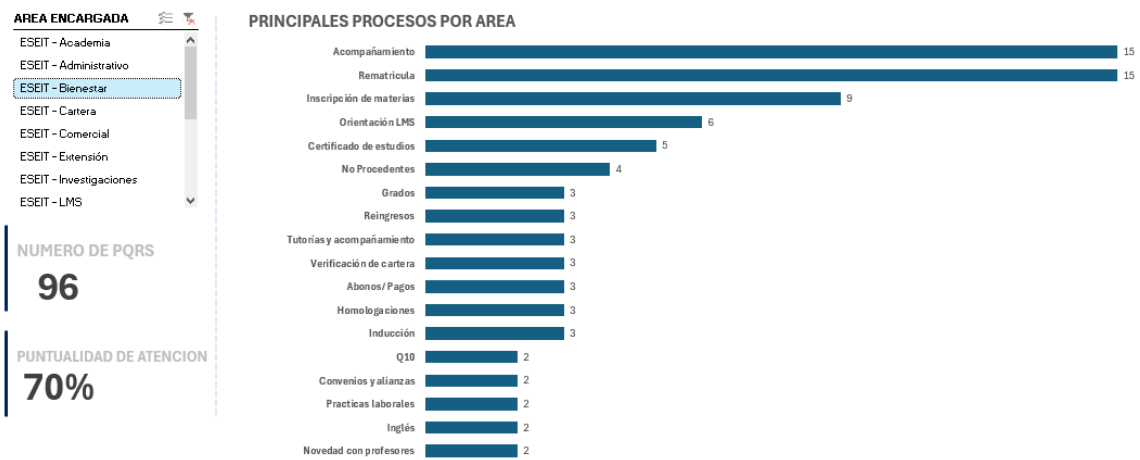 AREA ENCARGADA
ESEIT - Academia
ESEIT - Administrativo
ESEIT - Bienestar
ESEIT - Cartera
ESEIT - Comercial
ESEIT - Extensión
ESEIT - Investigaciones
ESEIT - LMS
NUMERO DE PQRS
96
PUNTUALIDAD DE ATENCION
70%
PRINCIPALES PROCESOS POR AREA
Acompañamiento 15
Rematricula 15
Inscripción de materias 9
Orientación LMS 6
Certificado de estudios 5
No Procedentes 4
Grados 3
Reingresos 3
Tutorías y acompañamiento 3
Verificación de cartera 3
Abonos/ Pagos 3
Homologaciones 3
Inducción 3
Q10 2
Convenios y alianzas 2
Practicas laborales 2
Inglés 2
Novedad con profesores 2